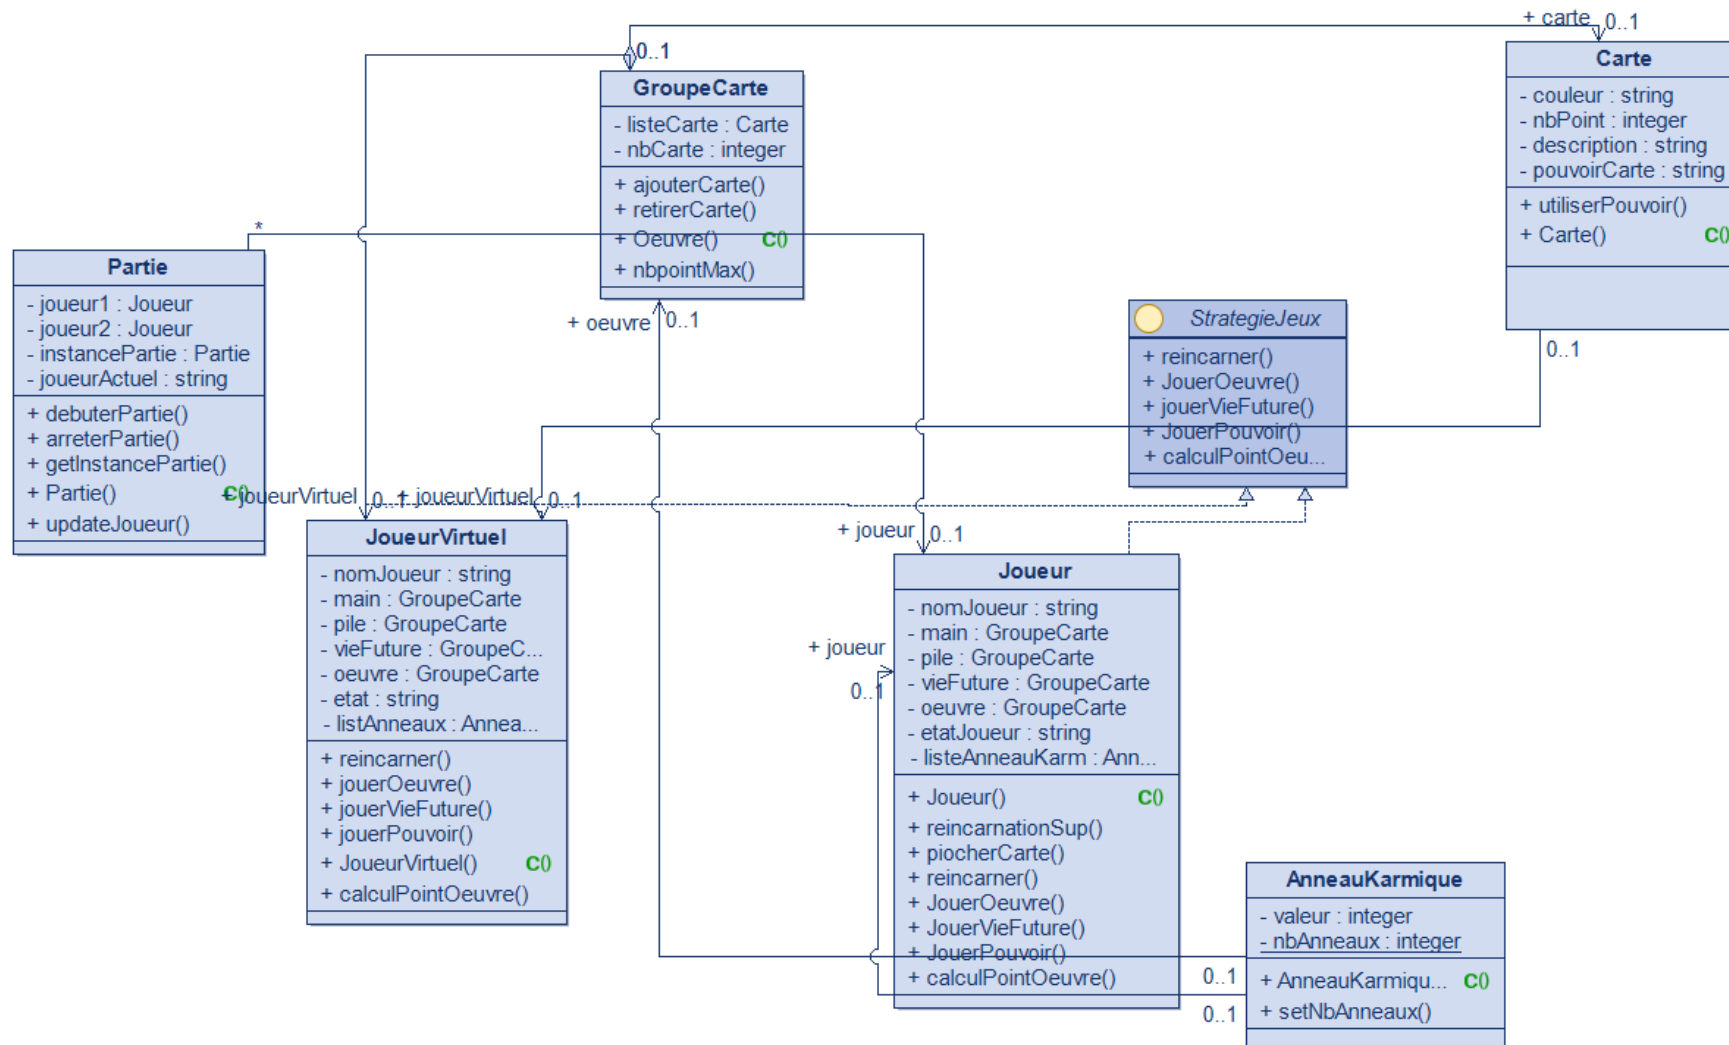 + carte
0..1
0..1
GroupeCarte
- listeCarte : Carte
- nbCarte : integer
+ ajouterCarte()
+ retirerCarte()
+ Oeuvre() C()
+ nbpointMax()
+ oeuvre
0..1
Carte
- couleur : string
- nbPoint : integer
- description : string
- pouvoirCarte : string
+ utiliserPouvoir()
+ Carte() C()
0..1
*
Partie
- joueur1 : Joueur
- joueur2 : Joueur
- instancePartie : Partie
- joueurActuel : string
+ debuterPartie()
+ arreterPartie()
+ getInstancePartie()
+ Partie() C()
+ updateJoueur()
StrategieJeux
+ reincarner()
+ JouerOeuvre()
+ jouerVieFuture()
+ JouerPouvoir()
+ calculPointOeu...
+ joueurVirtuel
0..1
+ joueurVirtuel
0..1
JoueurVirtuel
- nomJoueur : string
- main : GroupeCarte
- pile : GroupeCarte
- vieFuture : GroupeC...
- oeuvre : GroupeCarte
- etat : string
- listAnneaux : Annea...
+ reincarner()
+ jouerOeuvre()
+ jouerVieFuture()
+ jouerPouvoir()
+ JoueurVirtuel() C()
+ calculPointOeuvre()
+ joueur
0..1
+ joueur
0..1
Joueur
- nomJoueur : string
- main : GroupeCarte
- pile : GroupeCarte
- vieFuture : GroupeCarte
- oeuvre : GroupeCarte
- etatJoueur : string
- listeAnneauKarm : Ann...
+ Joueur() C()
+ reincarnationSup()
+ piocherCarte()
+ reincarner()
+ JouerOeuvre()
+ JouerVieFuture()
+ JouerPouvoir()
+ calculPointOeuvre()
0..1
0..1
AnneauKarmique
- valeur : integer
- nbAnneaux : integer
+ AnneauKarmiqu... C()
+ setNbAnneaux()